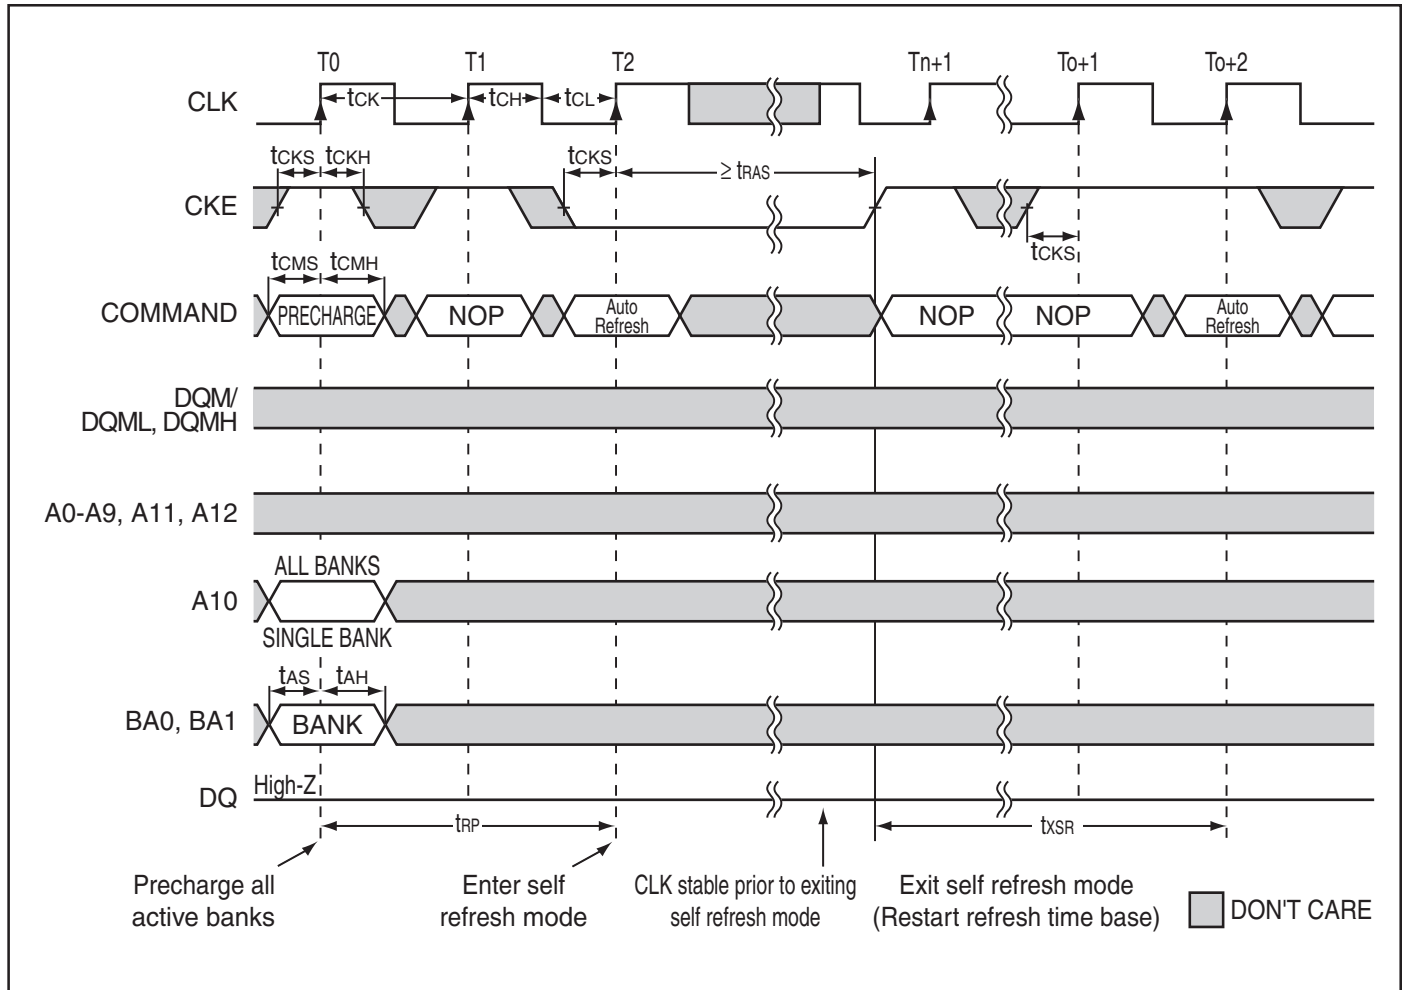 T0 T1 T2 Tn+1 To+1 To+2
CLK
tCK tCH tCL
tCKS tCKH tCKS ≥ tRAS
CKE
tCKS
tCMS tCMH
COMMAND PRECHARGE NOP Auto Refresh NOP NOP Auto Refresh
DQM/
DQML, DQMH
A0-A9, A11, A12
ALL BANKS
A10
SINGLE BANK
tAS tAH
BA0, BA1 BANK
DQ High-Z
tRP tXSR
Precharge all
active banks
Enter self
refresh mode
CLK stable prior to exiting
self refresh mode
Exit self refresh mode
(Restart refresh time base)
DON'T CARE